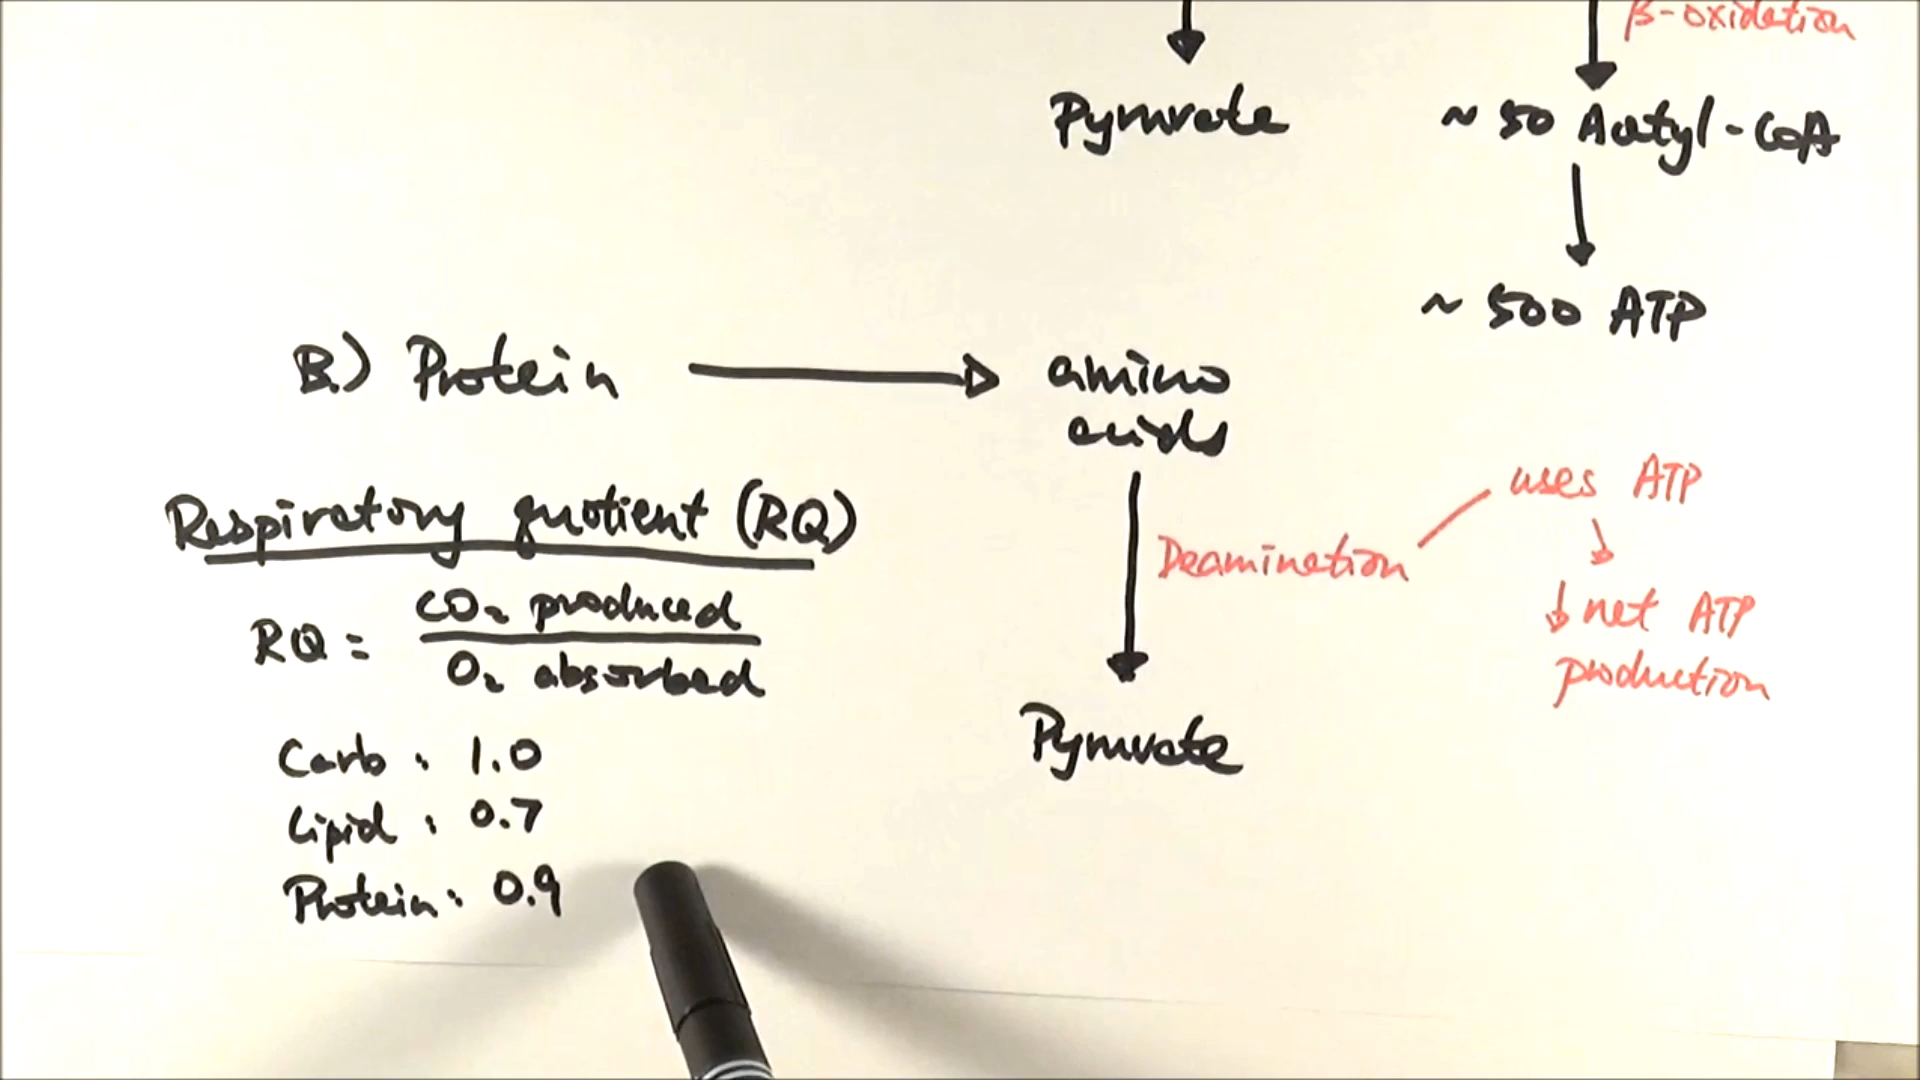 β-oxidation
Pyruvate
~ 50 Acetyl-CoA
~ 500 ATP
B.) Protein
amino
acids
Deamination
uses ATP
↓ net ATP
production
Pyruvate
Respiratory quotient (RQ)
RQ = CO₂ produced
O₂ absorbed
Carb : 1.0
Lipid : 0.7
Protein : 0.9